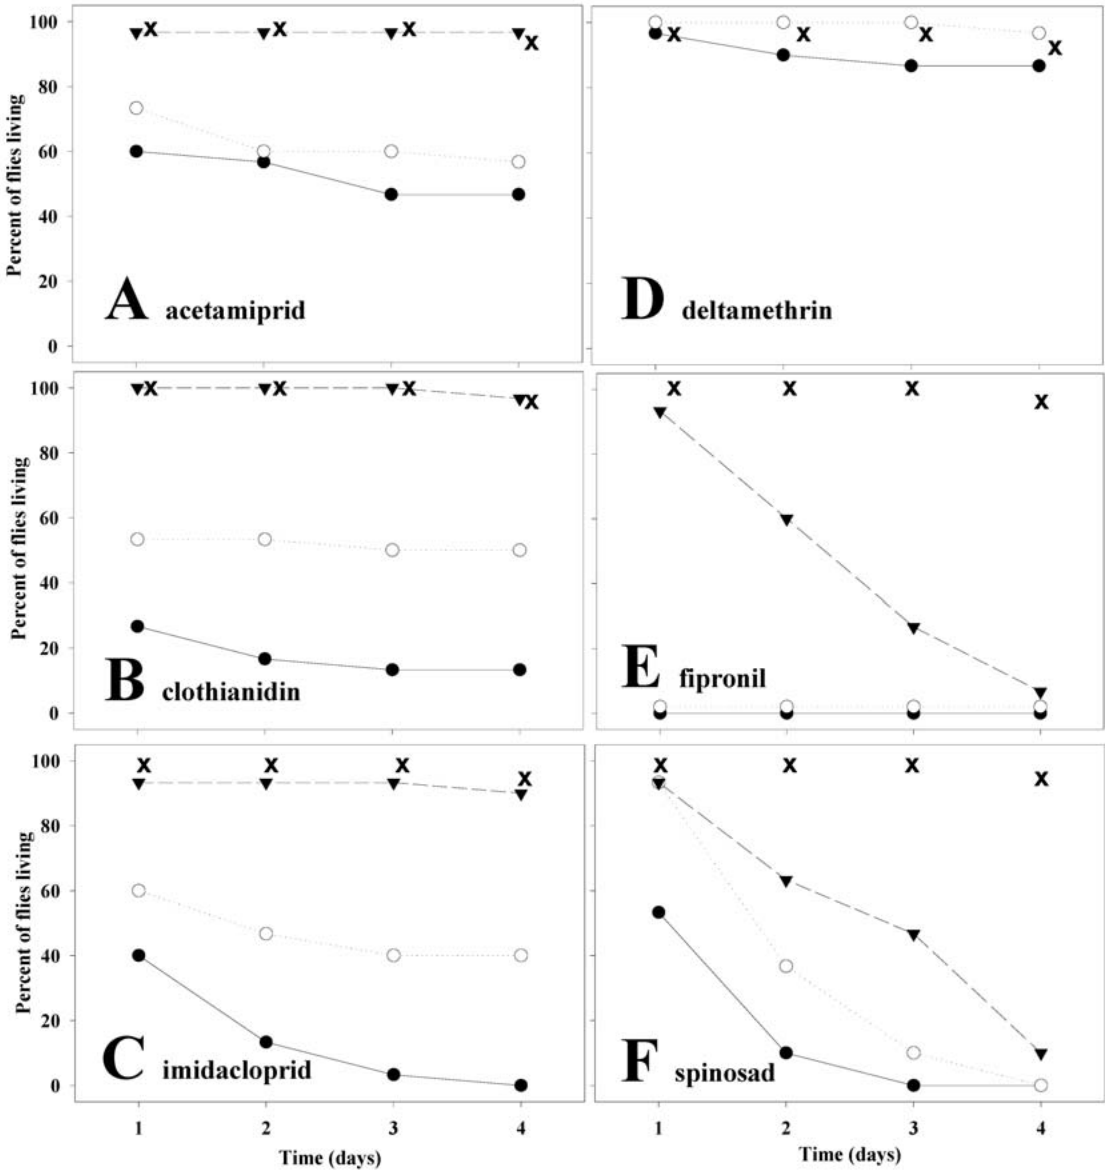 100
80
60
40
20
0
Percent of flies living
A acetamiprid
D deltamethrin
100
80
60
40
20
0
Percent of flies living
B clothianidin
E fipronil
100
80
60
40
20
0
Percent of flies living
C imidacloprid
F spinosad
1 2 3 4
1 2 3 4
Time (days)
Time (days)